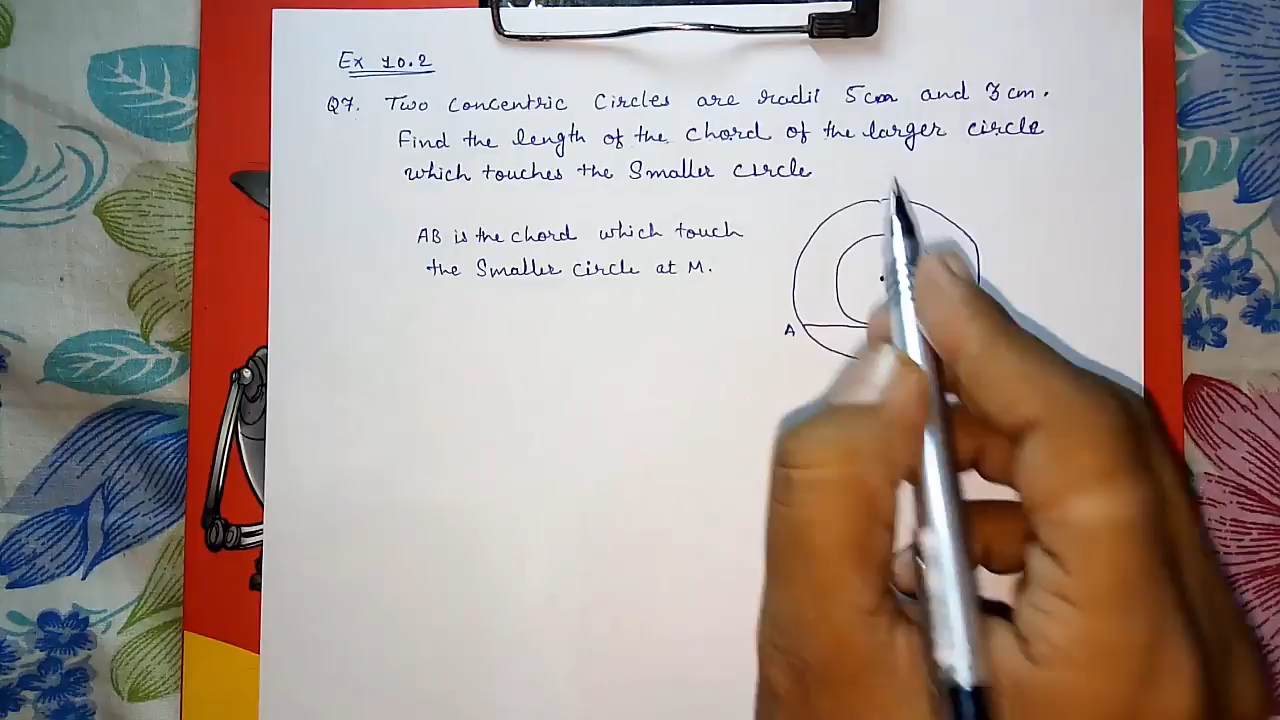 Ex 10.2
Q7. Two Concentric Circles are radii 5cm and 3cm.
Find the length of the chord of the larger circle
which touches the Smaller circle
AB is the chord which touch
the Smaller circle at M.
A